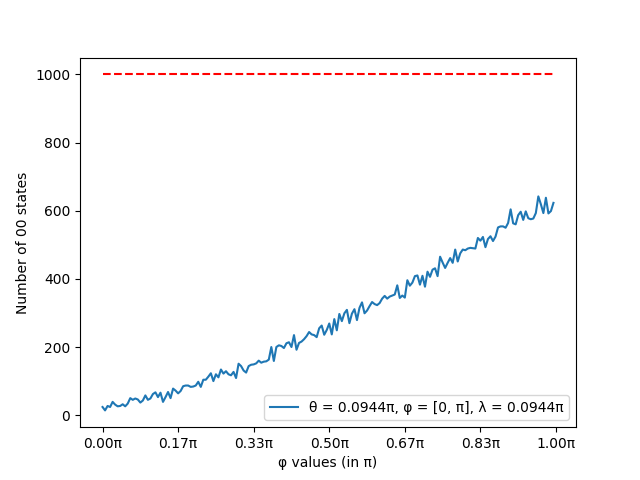 1000
800
600
400
200
0
Number of 00 states
θ = 0.0944π, φ = [0, π], λ = 0.0944π
0.00π 0.17π 0.33π 0.50π 0.67π 0.83π 1.00π
φ values (in π)